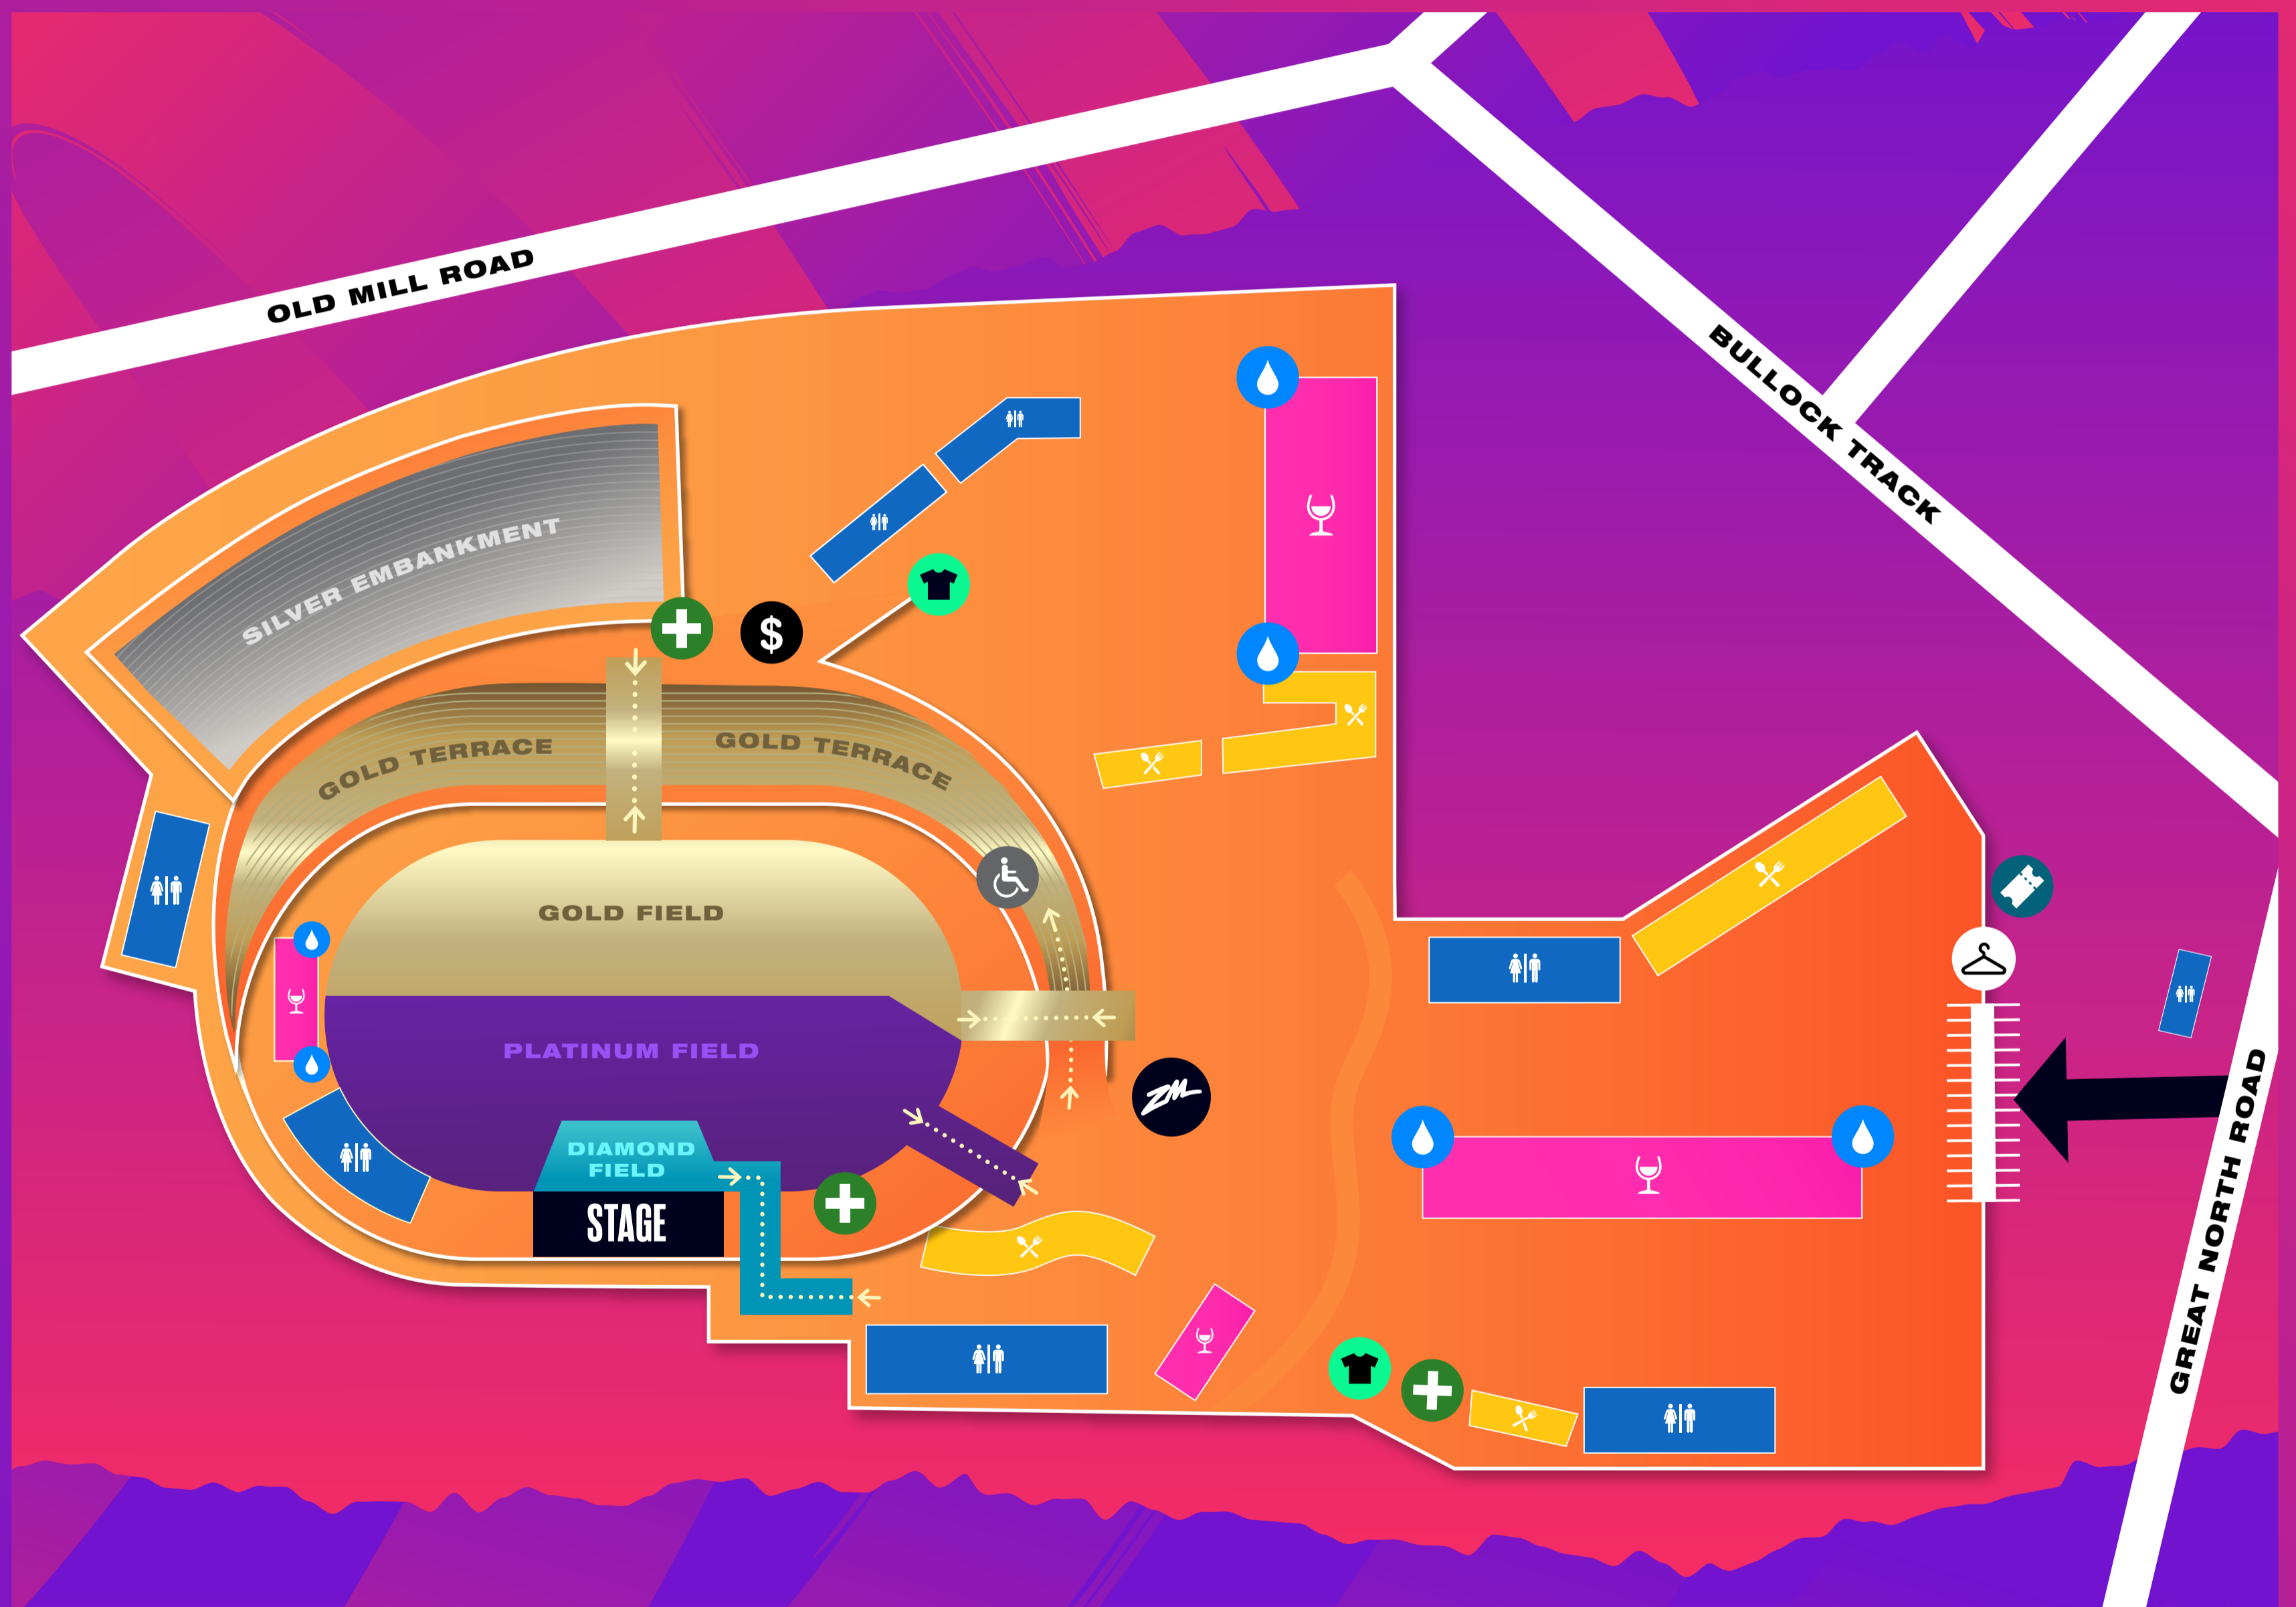 OLD MILL ROAD
BULLOCK TRACK
SILVER EMBANKMENT
$
GOLD TERRACE
GOLD TERRACE
GOLD FIELD
PLATINUM FIELD
ZM
DIAMOND
FIELD
STAGE
GREAT NORTH ROAD